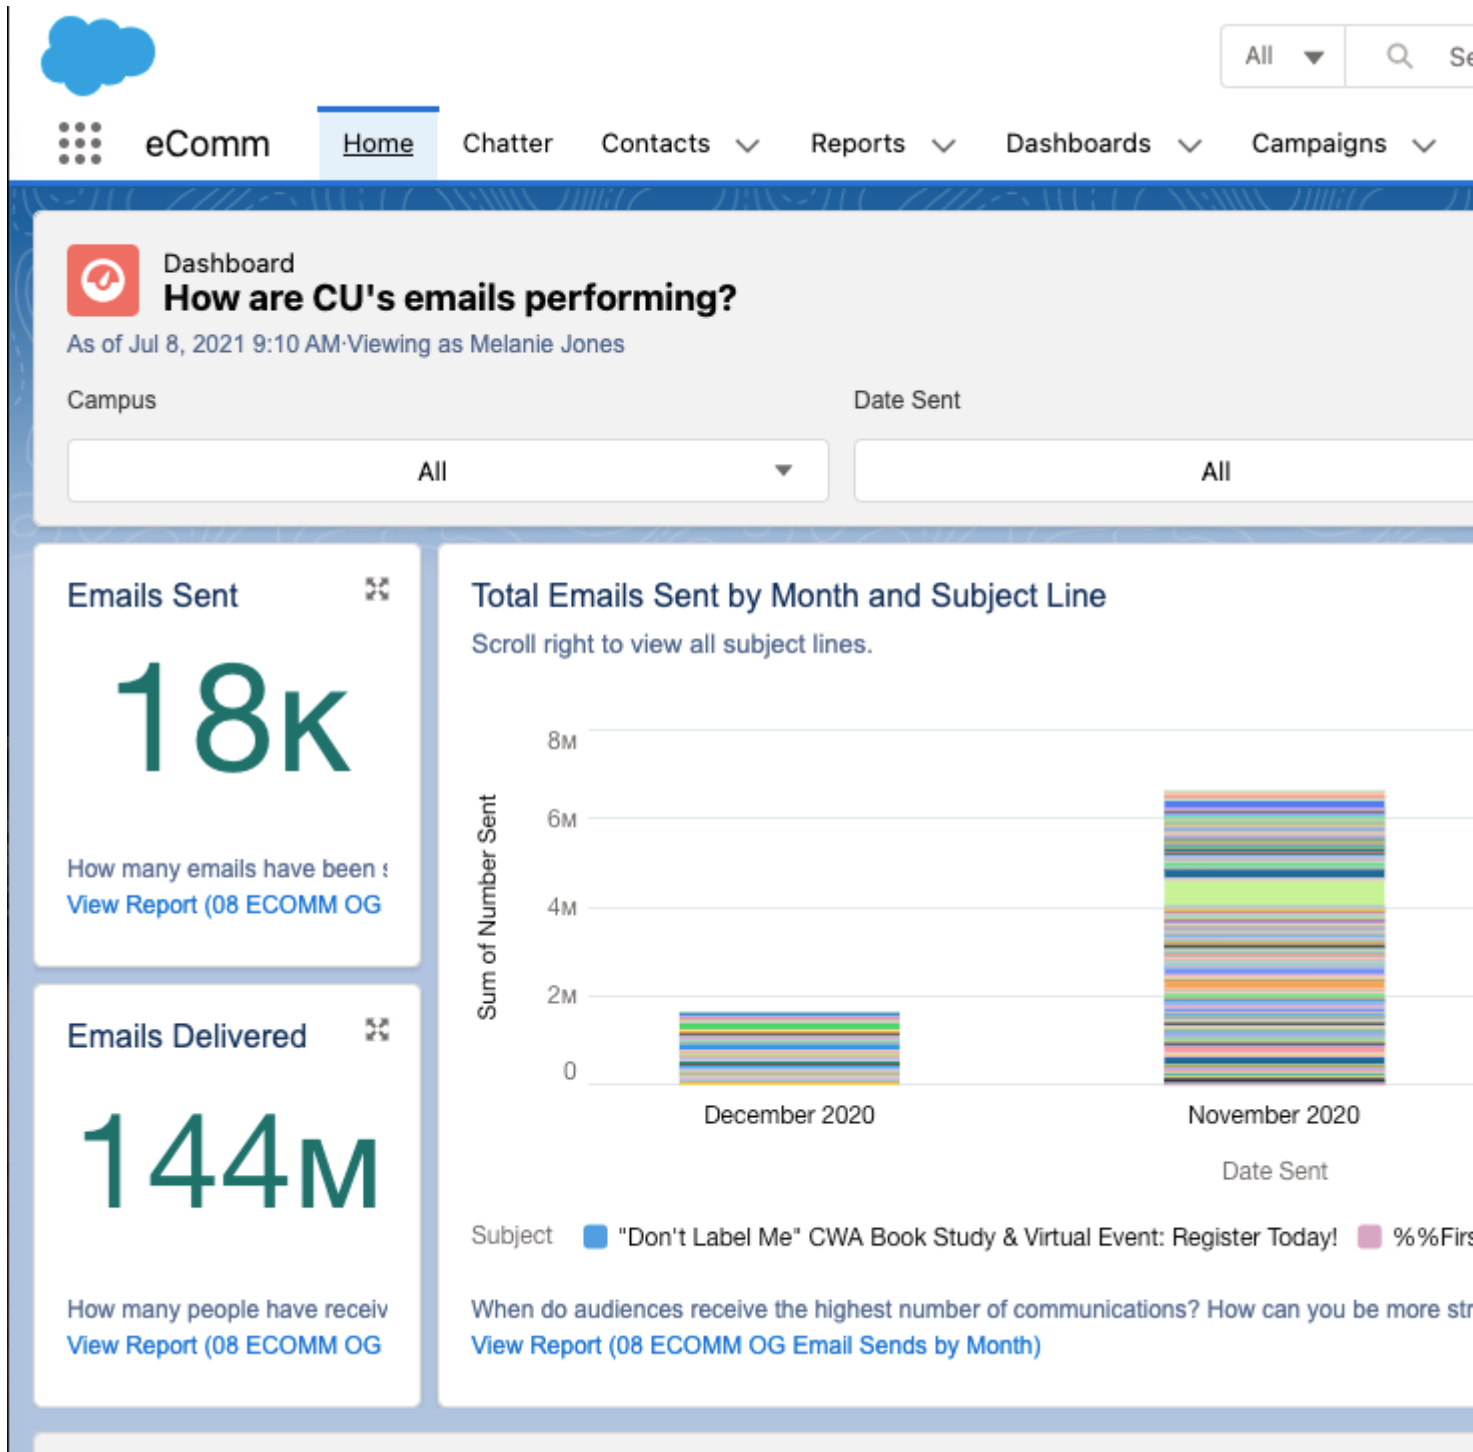 All Se
eComm Home Chatter Contacts Reports Dashboards Campaigns
Dashboard
How are CU's emails performing?
As of Jul 8, 2021 9:10 AM·Viewing as Melanie Jones
Campus Date Sent
All All
Emails Sent
18K
How many emails have been s
View Report (08 ECOMM OG
Emails Delivered
144M
How many people have receiv
View Report (08 ECOMM OG
Total Emails Sent by Month and Subject Line
Scroll right to view all subject lines.
Sum of Number Sent
8M
6M
4M
2M
0
December 2020 November 2020
Date Sent
Subject "Don't Label Me" CWA Book Study & Virtual Event: Register Today! %%Firs
When do audiences receive the highest number of communications? How can you be more str
View Report (08 ECOMM OG Email Sends by Month)